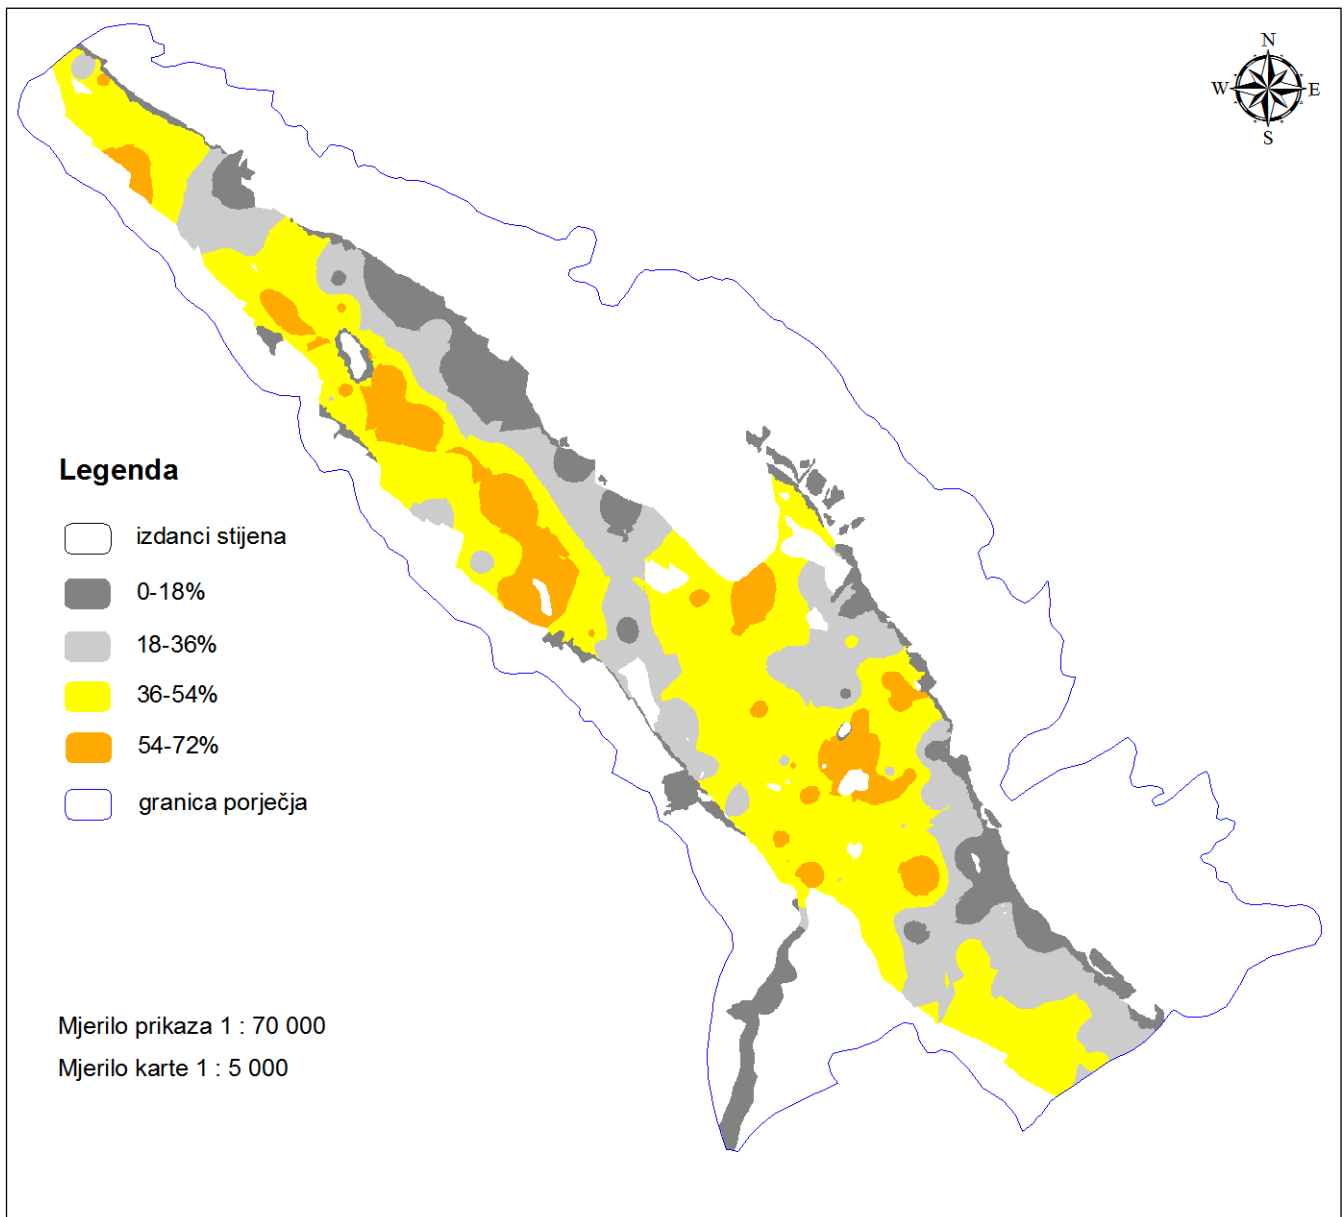 N
W E
S
Legenda
izdanci stijena
0-18%
18-36%
36-54%
54-72%
granica porječja
Mjerilo prikaza 1 : 70 000
Mjerilo karte 1 : 5 000